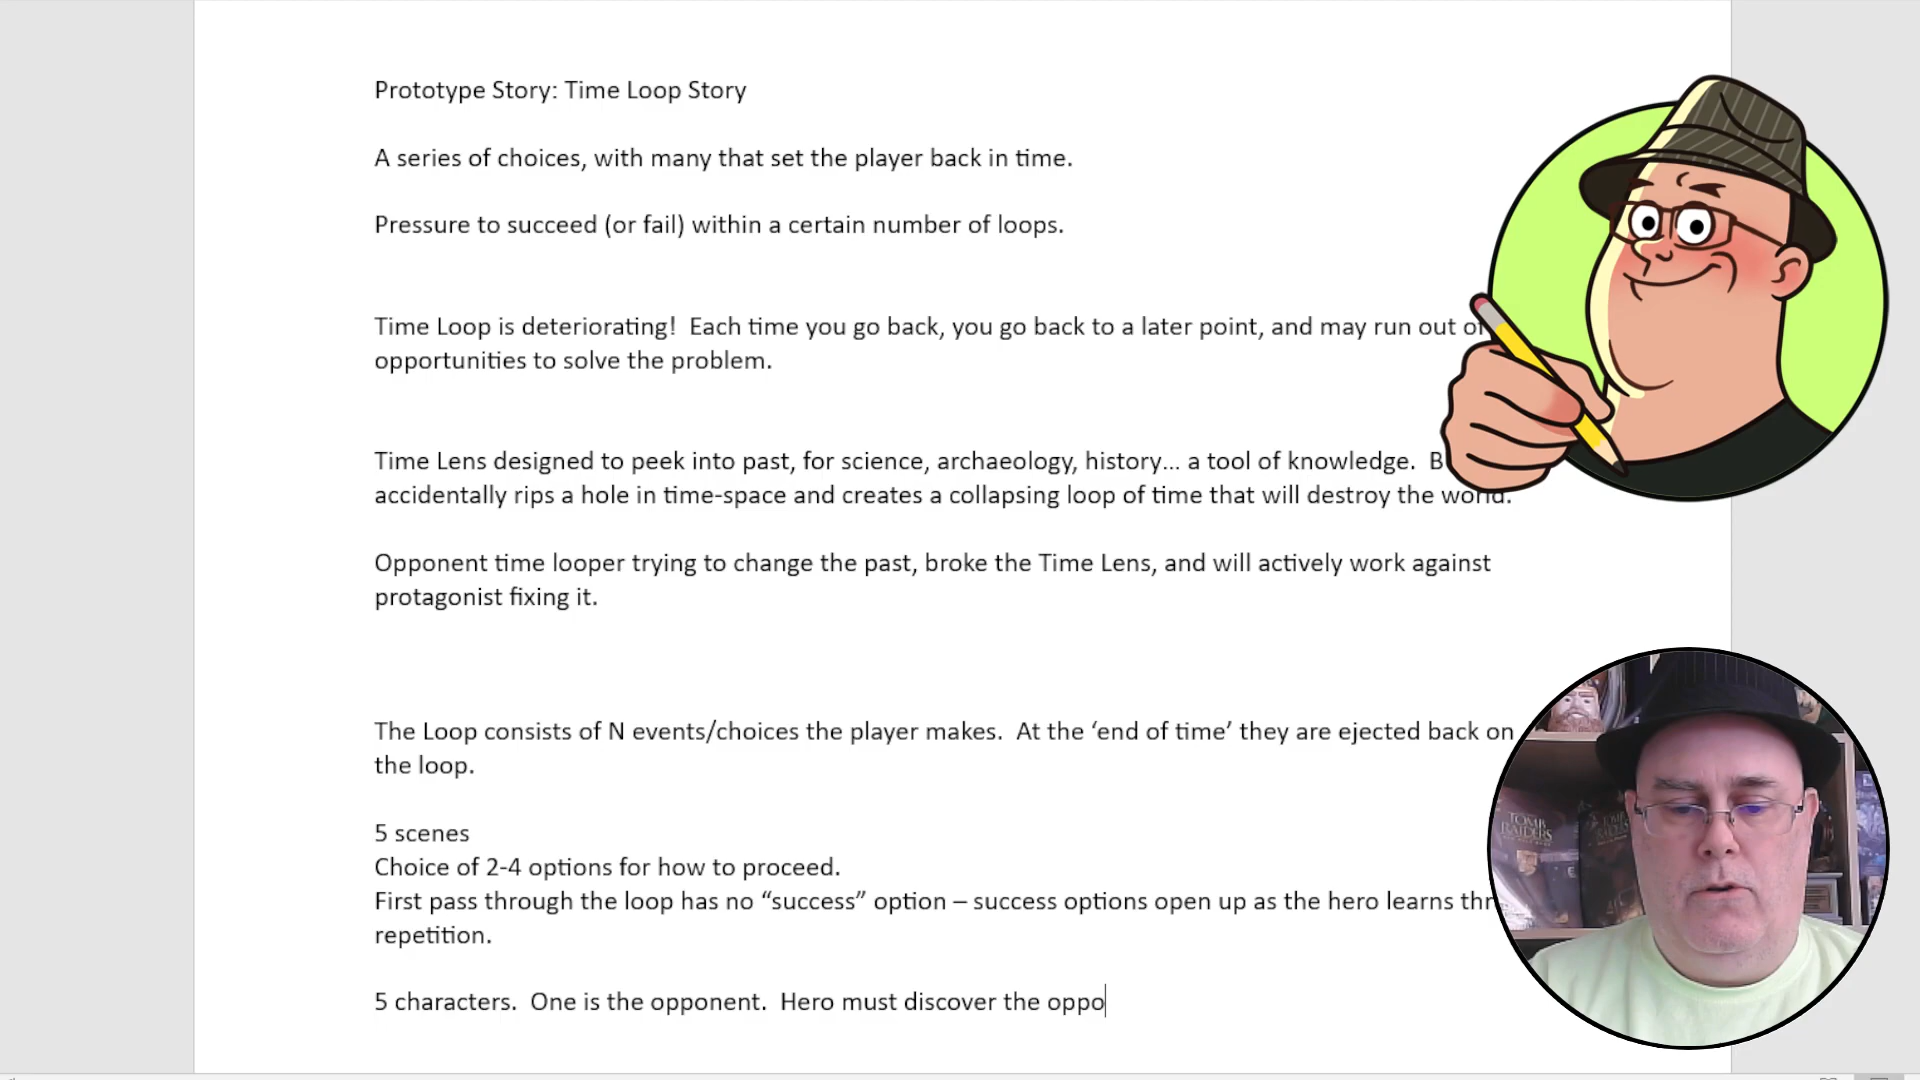 Prototype Story: Time Loop Story
A series of choices, with many that set the player back in time.
Pressure to succeed (or fail) within a certain number of loops.
Time Loop is deteriorating!  Each time you go back, you go back to a later point, and may run out of
opportunities to solve the problem.
Time Lens designed to peek into past, for science, archaeology, history... a tool of knowledge.
accidentally rips a hole in time-space and creates a collapsing loop of time that will destroy the world.
Opponent time looper trying to change the past, broke the Time Lens, and will actively work against
protagonist fixing it.
The Loop consists of N events/choices the player makes.  At the ‘end of time’ they are ejected back on
the loop.
5 scenes
Choice of 2-4 options for how to proceed.
First pass through the loop has no “success” option – success options open up as the hero learns
repetition.
5 characters.  One is the opponent.  Hero must discover the oppo
TOMB
RAIDERS